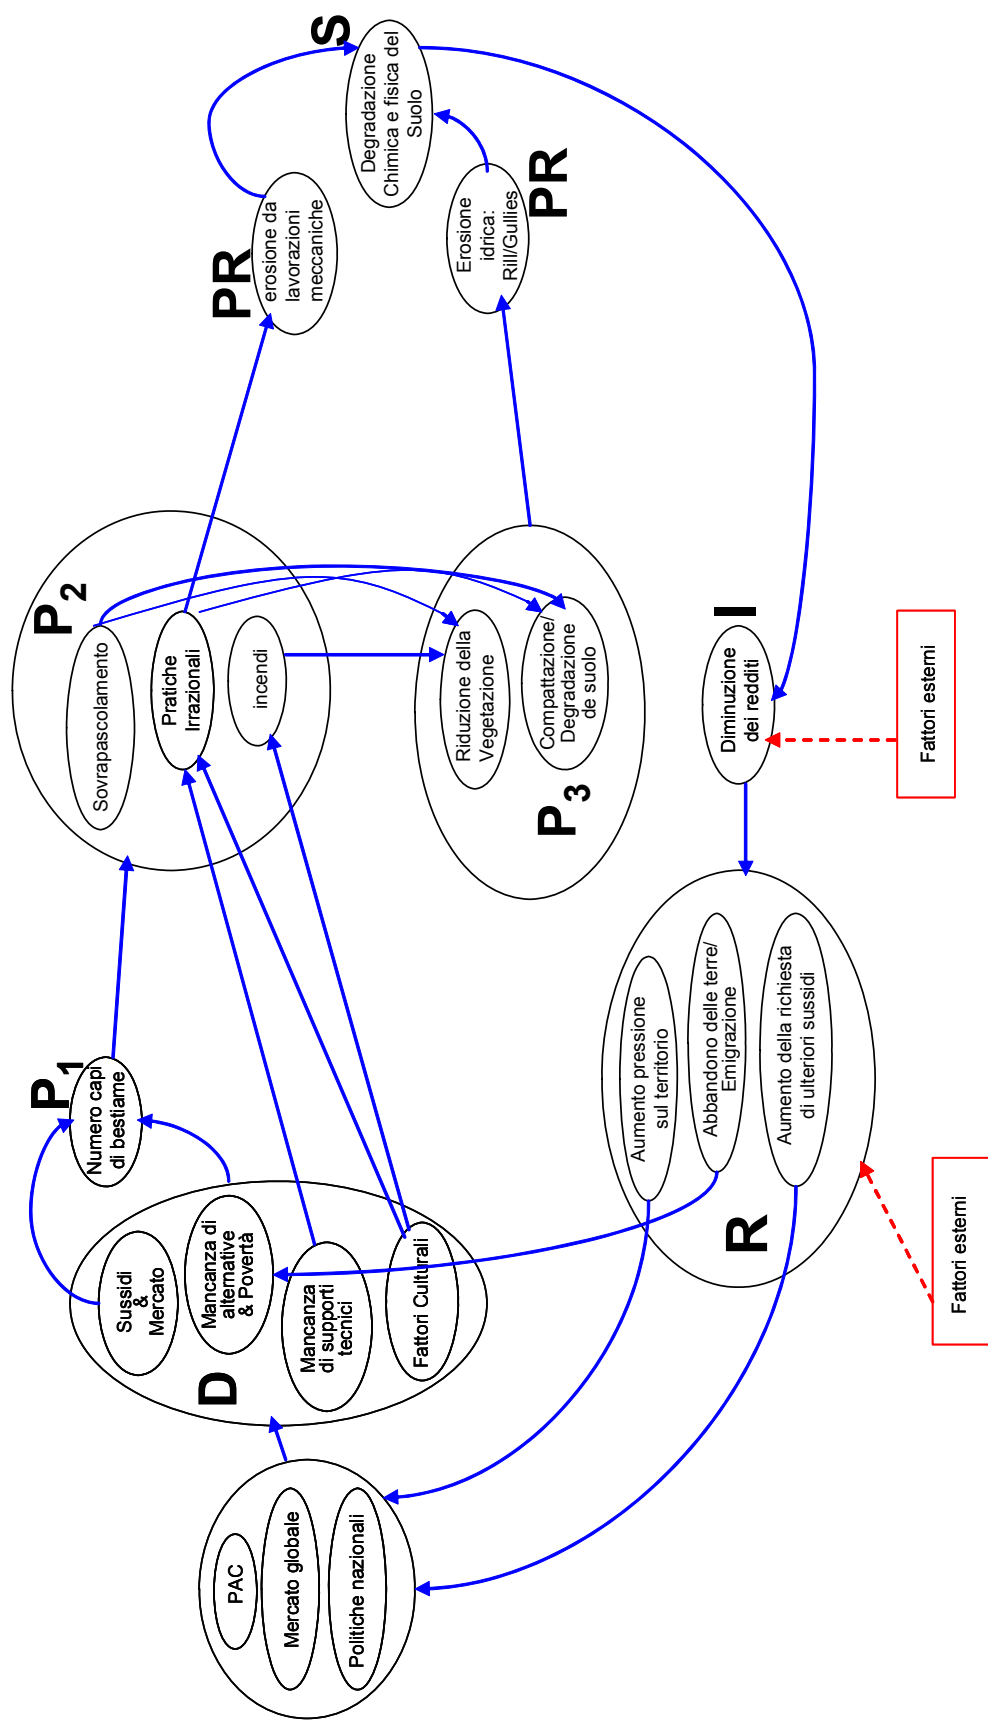 PAC
Mercato globale
Politiche nazionali
D
Sussidi
&
Mercato
Mancanza di
alternative
& Povertà
Mancanza
di supporti
tecnici
Fattori Culturali
P1
Numero capi
di bestiame
P2
Sovrapascolamento
Pratiche
Irrazionali
incendi
P3
Riduzione della
Vegetazione
Compattazione/
Degradazione
de suolo
PR
erosione da
lavorazioni
meccaniche
PR
Erosione
idrica:
Rill/Gullies
S
Degradazione
Chimica e fisica del
Suolo
I
Diminuzione
dei redditi
R
Aumento pressione
sul territorio
Abbandono delle terre/
Emigrazione
Aumento della richiesta
di ulteriori sussidi
Fattori esterni
Fattori esterni